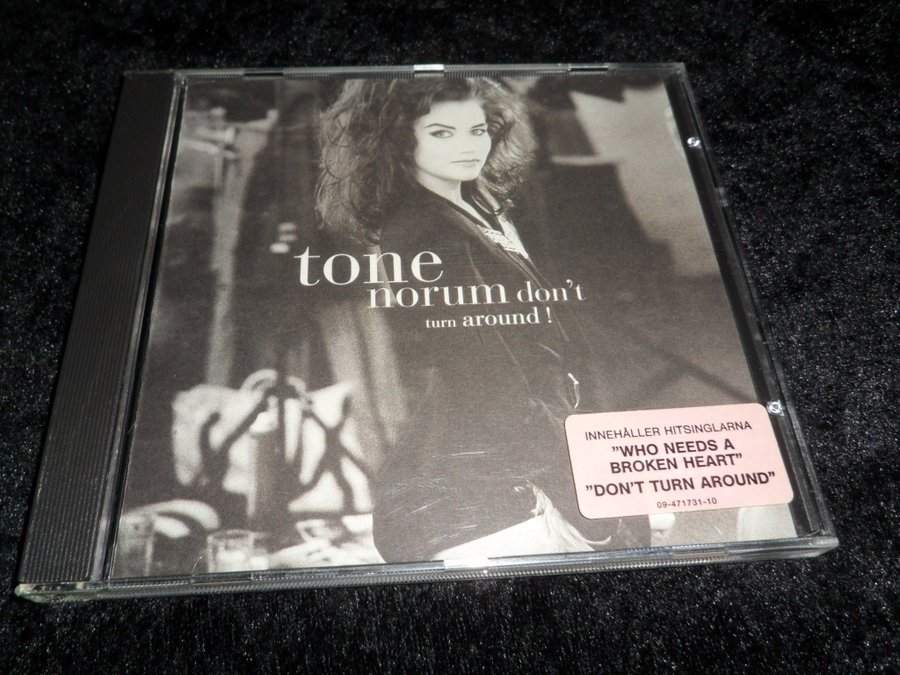 tone
norum don't
turn around!
INNEHÅLLER HITSINGLARNA
"WHO NEEDS A
BROKEN HEART"
"DON'T TURN AROUND"
09-471731-10